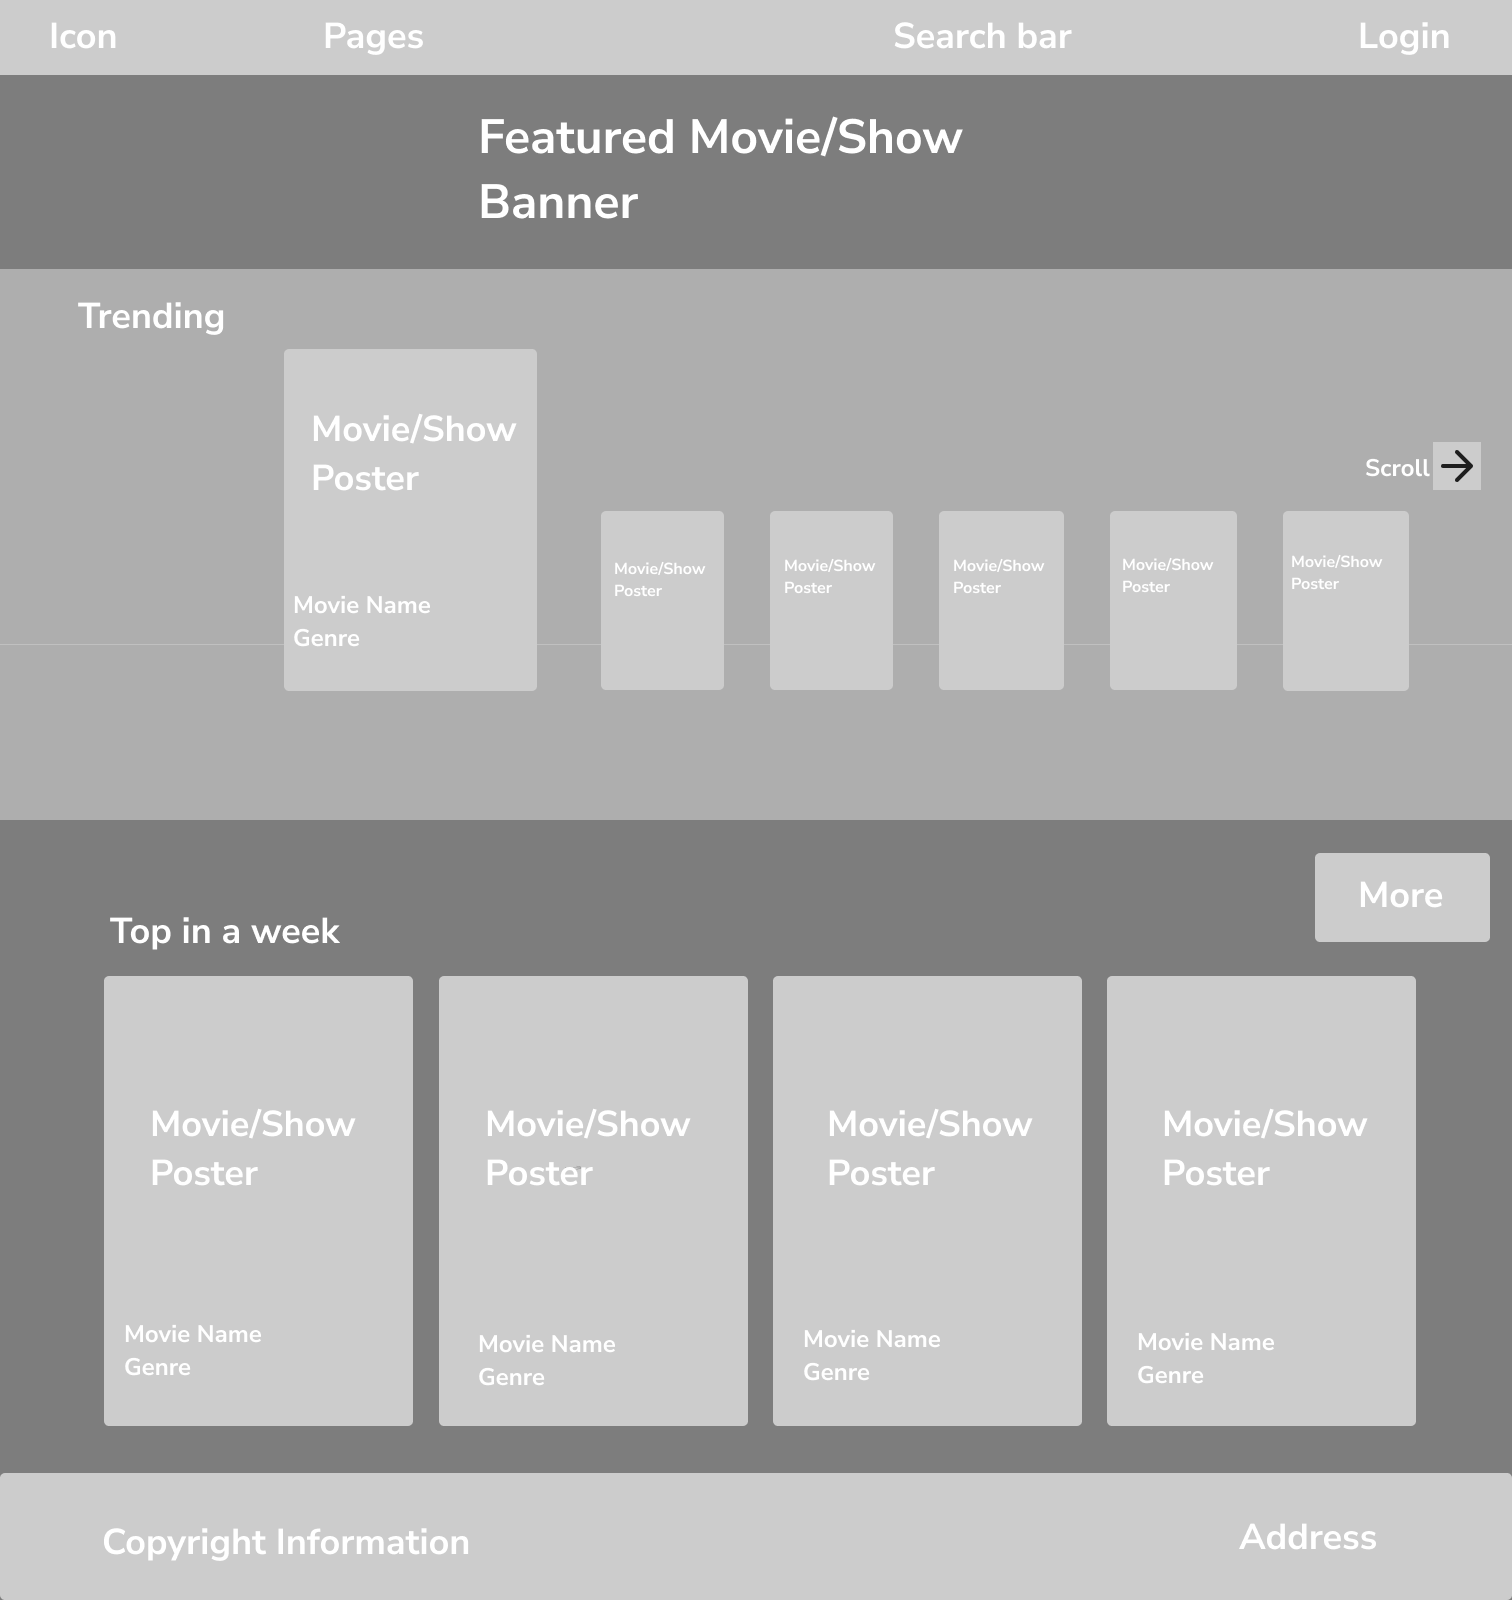 Icon
Pages
Search bar
Login
Featured Movie/Show
Banner
Trending
Movie/Show
Poster
Movie Name
Genre
Scroll
Movie/Show
Poster
Movie/Show
Poster
Movie/Show
Poster
Movie/Show
Poster
Movie/Show
Poster
More
Top in a week
Movie/Show
Poster
Movie Name
Genre
Movie/Show
Poster
Movie Name
Genre
Movie/Show
Poster
Movie Name
Genre
Movie/Show
Poster
Movie Name
Genre
Copyright Information
Address